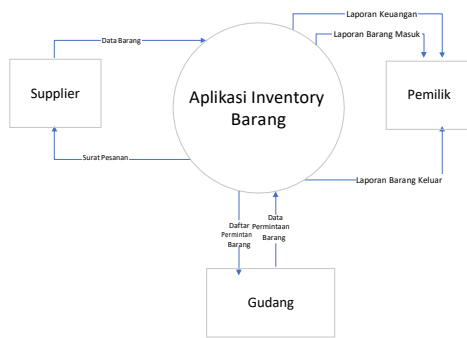 Laporan Keuangan
Laporan Barang Masuk
Data Barang
Supplier
Aplikasi Inventory
Barang
Pemilik
Surat Pesanan
Laporan Barang Keluar
Daftar
Permintan
Barang
Data
Permintaan
Barang
Gudang